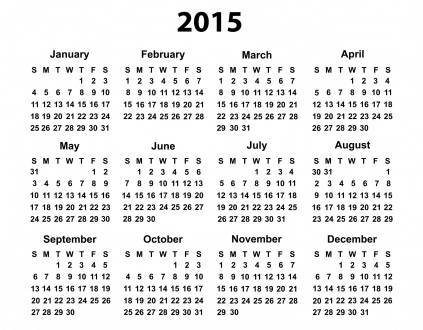 2015
January
S M T W T F S
1 2 3
4 5 6 7 8 9 10
11 12 13 14 15 16 17
18 19 20 21 22 23 24
25 26 27 28 29 30 31
February
S M T W T F S
1 2 3 4 5 6 7
8 9 10 11 12 13 14
15 16 17 18 19 20 21
22 23 24 25 26 27 28
March
S M T W T F S
1 2 3 4 5 6 7
8 9 10 11 12 13 14
15 16 17 18 19 20 21
22 23 24 25 26 27 28
29 30 31
April
S M T W T F S
1 2 3 4
5 6 7 8 9 10 11
12 13 14 15 16 17 18
19 20 21 22 23 24 25
26 27 28 29 30
May
S M T W T F S
31 1 2
3 4 5 6 7 8 9
10 11 12 13 14 15 16
17 18 19 20 21 22 23
24 25 26 27 28 29 30
June
S M T W T F S
1 2 3 4 5 6
7 8 9 10 11 12 13
14 15 16 17 18 19 20
21 22 23 24 25 26 27
28 29 30
July
S M T W T F S
1 2 3 4
5 6 7 8 9 10 11
12 13 14 15 16 17 18
19 20 21 22 23 24 25
26 27 28 29 30 31
August
S M T W T F S
30 31 1
2 3 4 5 6 7 8
9 10 11 12 13 14 15
16 17 18 19 20 21 22
23 24 25 26 27 28 29
September
S M T W T F S
1 2 3 4 5
6 7 8 9 10 11 12
13 14 15 16 17 18 19
20 21 22 23 24 25 26
27 28 29 30
October
S M T W T F S
1 2 3
4 5 6 7 8 9 10
11 12 13 14 15 16 17
18 19 20 21 22 23 24
25 26 27 28 29 30 31
November
S M T W T F S
1 2 3 4 5 6 7
8 9 10 11 12 13 14
15 16 17 18 19 20 21
22 23 24 25 26 27 28
29 30
December
S M T W T F S
1 2 3 4 5
6 7 8 9 10 11 12
13 14 15 16 17 18 19
20 21 22 23 24 25 26
27 28 29 30 31